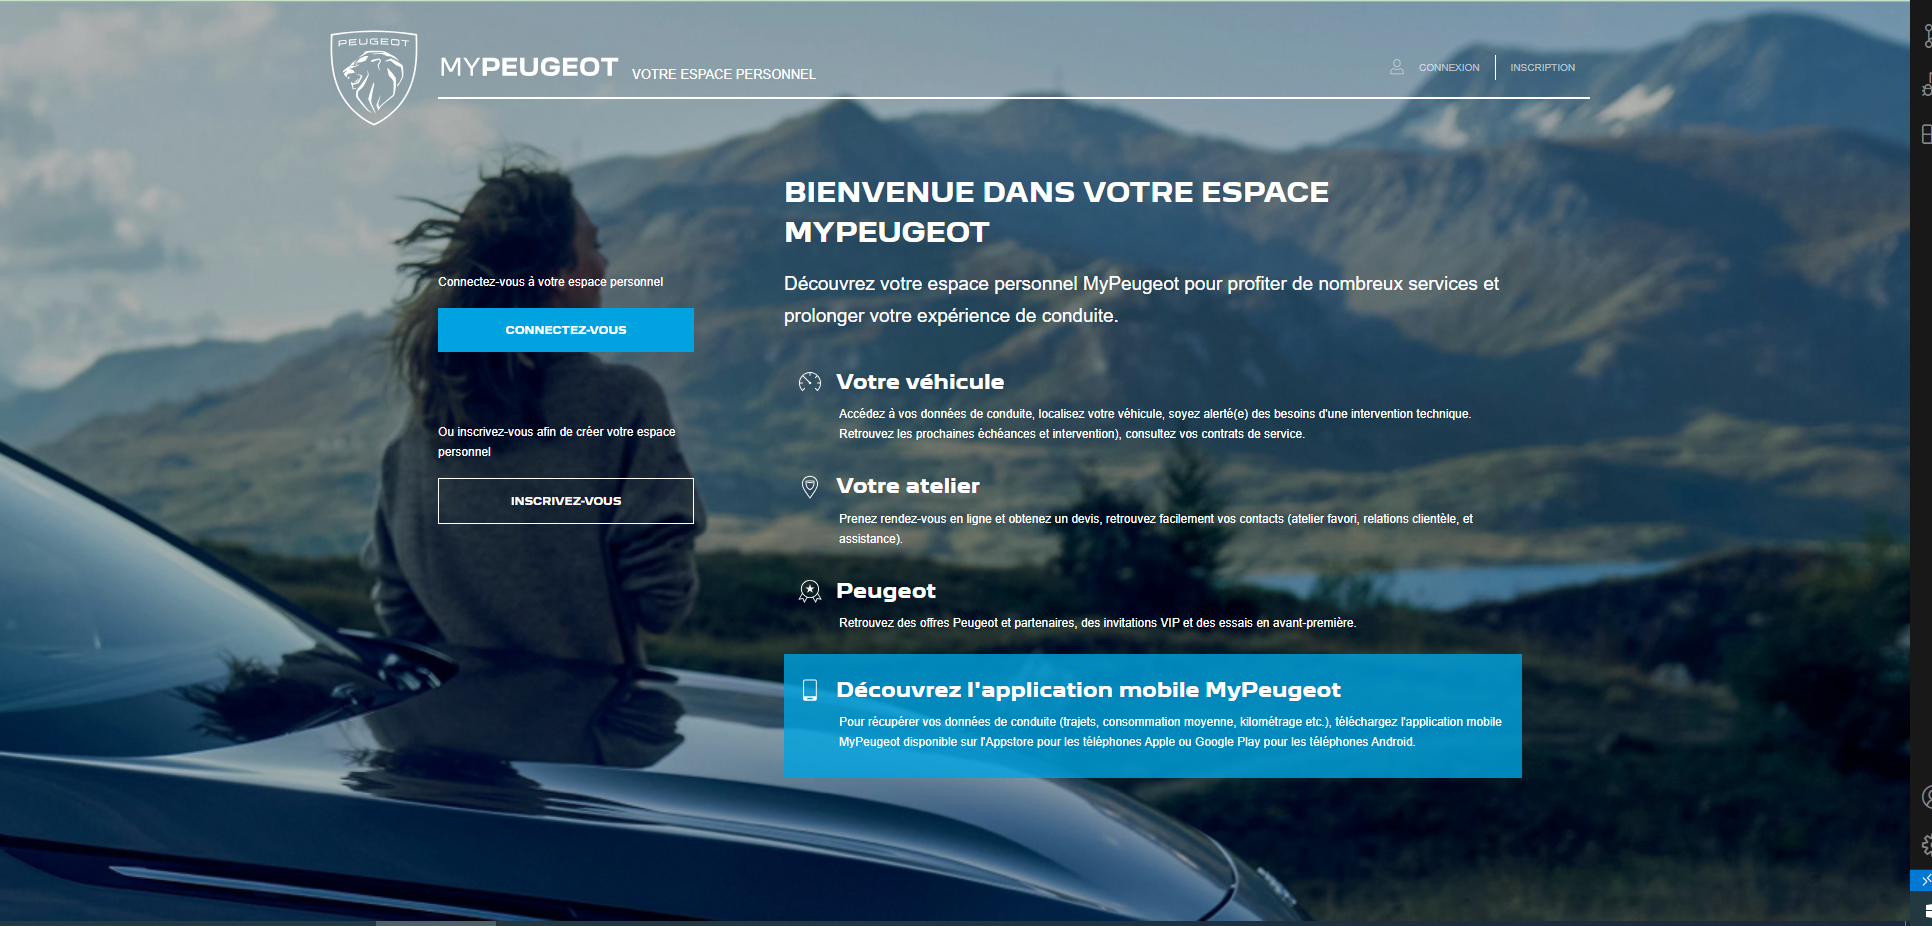 PEUGEOT
MYPEUGEOT VOTRE ESPACE PERSONNEL
CONNEXION
INSCRIPTION
Connectez-vous à votre espace personnel
CONNECTEZ-VOUS
Ou inscrivez-vous afin de créer votre espace
personnel
INSCRIVEZ-VOUS
BIENVENUE DANS VOTRE ESPACE
MYPEUGEOT
Découvrez votre espace personnel MyPeugeot pour profiter de nombreux services et
prolonger votre expérience de conduite.
Votre véhicule
Accédez à vos données de conduite, localisez votre véhicule, soyez alerté(e) des besoins d'une intervention technique.
Retrouvez les prochaines échéances et intervention), consultez vos contrats de service.
Votre atelier
Prenez rendez-vous en ligne et obtenez un devis, retrouvez facilement vos contacts (atelier favori, relations clientèle, et
assistance).
Peugeot
Retrouvez des offres Peugeot et partenaires, des invitations VIP et des essais en avant-première.
Découvrez l'application mobile MyPeugeot
Pour récupérer vos données de conduite (trajets, consommation moyenne, kilométrage etc.), téléchargez l'application mobile
MyPeugeot disponible sur l'Appstore pour les téléphones Apple ou Google Play pour les téléphones Android.